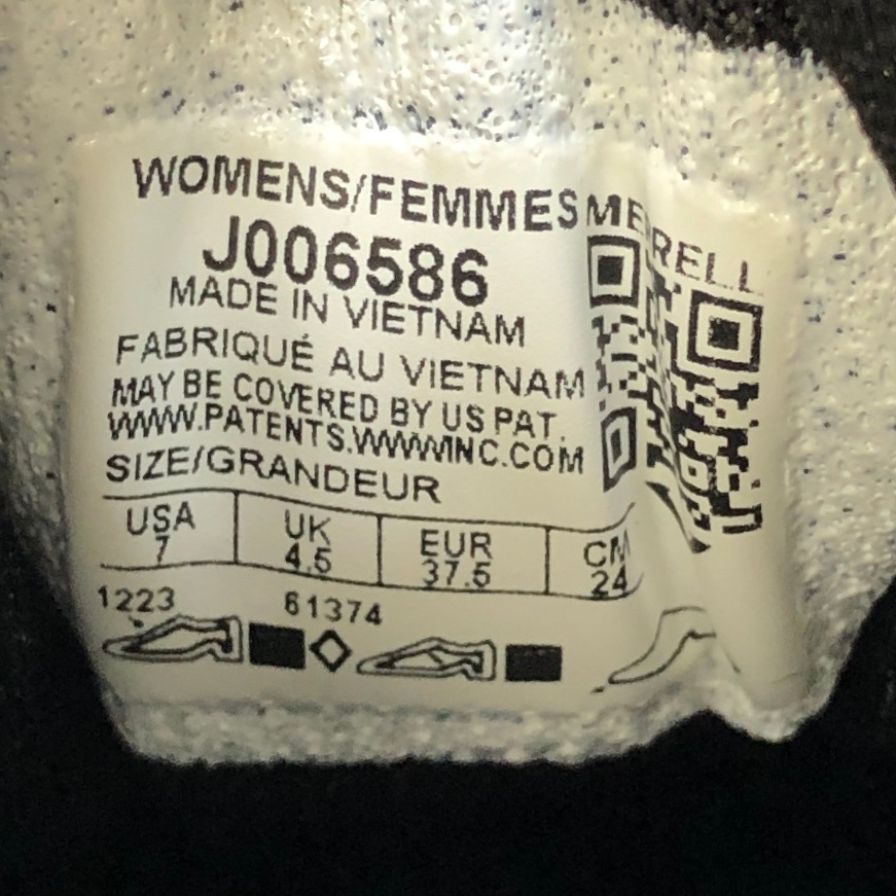 WOMENS/FEMMES MERRELL
J006586
MADE IN VIETNAM
FABRIQUÉ AU VIETNAM
MAY BE COVERED BY US PAT.
WWW.PATENTS.WWWINC.COM
SIZE/GRANDEUR
USA UK EUR CM
7 4.5 37.5 24
1223 61374